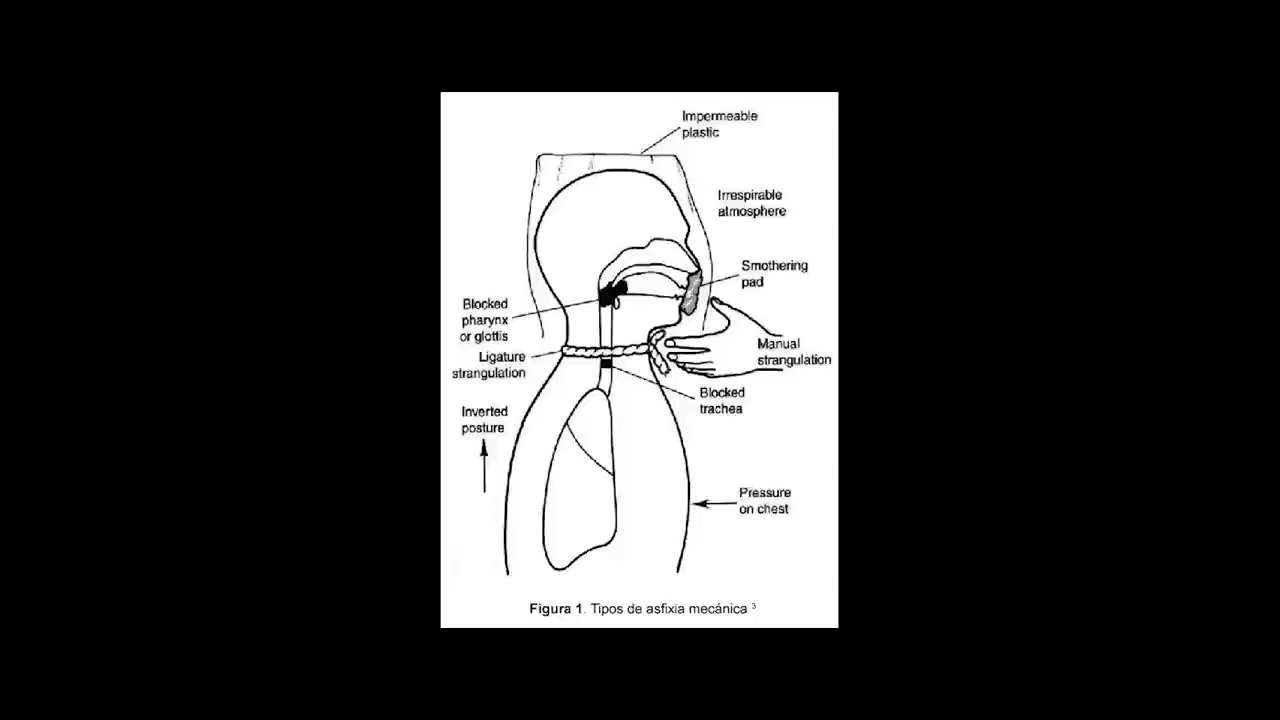 Impermeable
plastic
Irrespirable
atmosphere
Smothering
pad
Blocked
pharynx
or glottis
Manual
strangulation
Ligature
strangulation
Blocked
trachea
Inverted
posture
Pressure
on chest
Figura 1. Tipos de asfixia mecánica ³